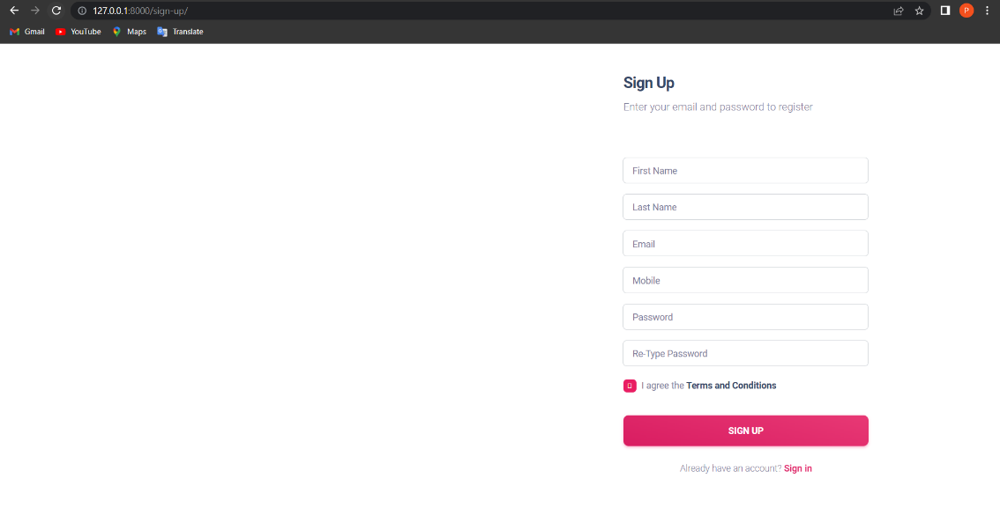 127.0.0.1:8000/sign-up/
P
Gmail YouTube Maps Translate
Sign Up
Enter your email and password to register
First Name
Last Name
Email
Mobile
Password
Re-Type Password
I agree the Terms and Conditions
SIGN UP
Already have an account? Sign in